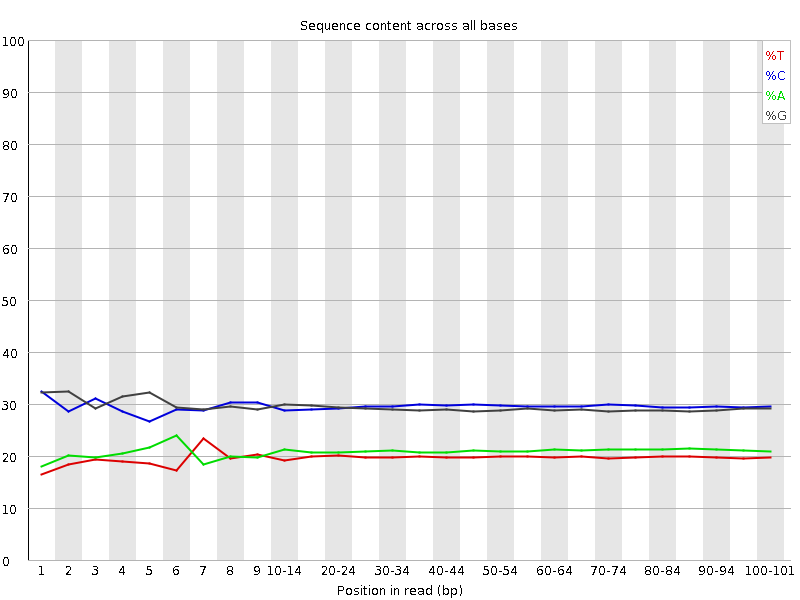 Sequence content across all bases
%T
%C
%A
%G
100
90
80
70
60
50
40
30
20
10
0
1 2 3 4 5 6 7 8 9 10-14 20-24 30-34 40-44 50-54 60-64 70-74 80-84 90-94 100-101
Position in read (bp)